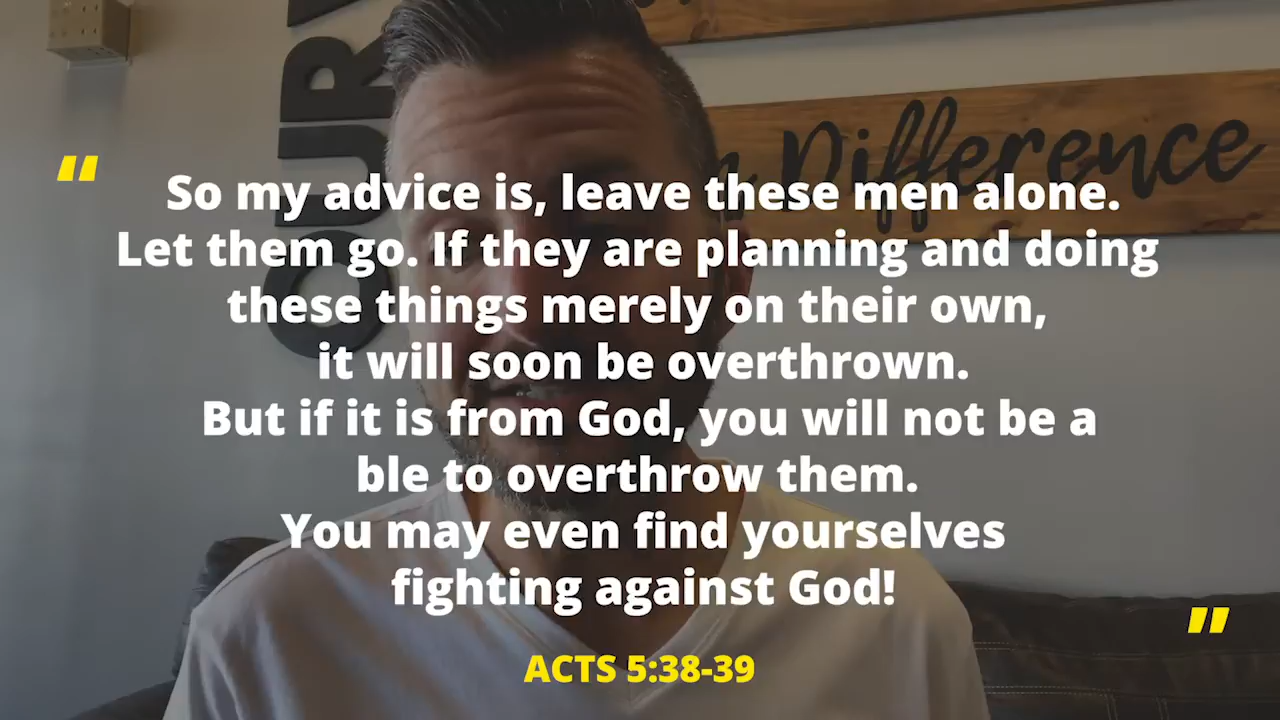 OUR
Difference
“
So my advice is, leave these men alone.
Let them go. If they are planning and doing
these things merely on their own,
it will soon be overthrown.
But if it is from God, you will not be a
ble to overthrow them.
You may even find yourselves
fighting against God!
”
ACTS 5:38-39